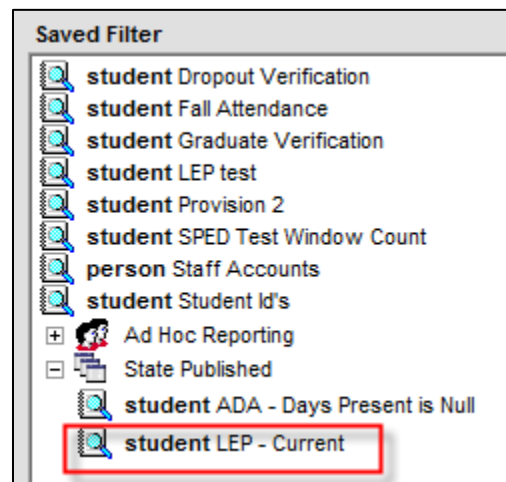 Saved Filter
student Dropout Verification
student Fall Attendance
student Graduate Verification
student LEP test
student Provision 2
student SPED Test Window Count
person Staff Accounts
student Student Id's
Ad Hoc Reporting
State Published
student ADA - Days Present is Null
student LEP - Current